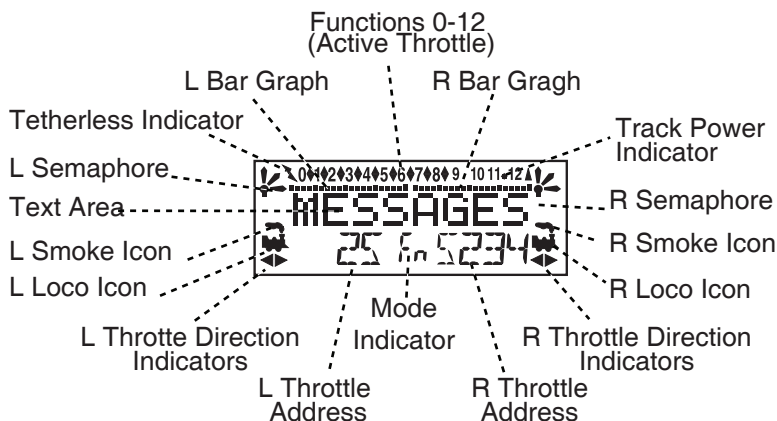 Functions 0-12
(Active Throttle)
L Bar Graph
R Bar Gragh
Tetherless Indicator
Track Power
Indicator
L Semaphore
R Semaphore
Text Area
L Smoke Icon
R Smoke Icon
L Loco Icon
R Loco Icon
0♦1♦2♦3♦4♦5♦6♦7♦8♦9 10 11 12
MESSAGES
25 Fn 234
L Throtte Direction
Indicators
Mode
Indicator
R Throttle Direction
Indicators
L Throttle
Address
R Throttle
Address